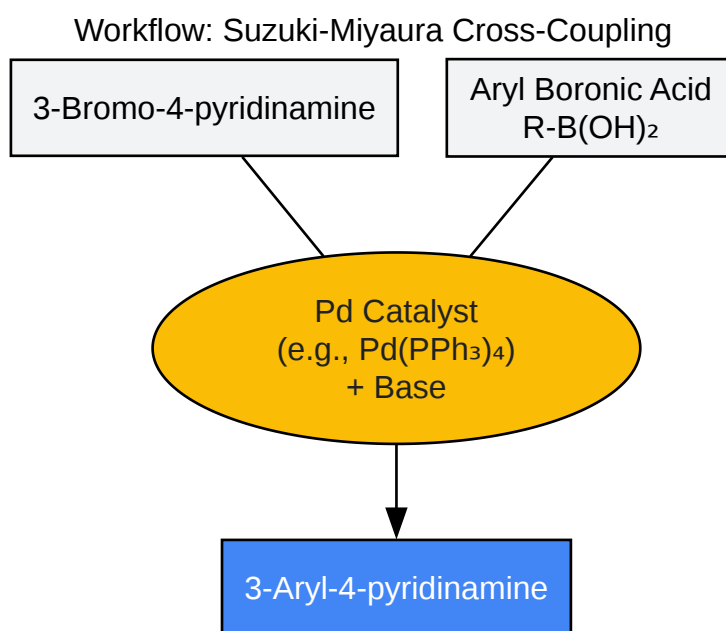 Workflow: Suzuki-Miyaura Cross-Coupling
3-Bromo-4-pyridinamine
Aryl Boronic Acid
R-B(OH)₂
Pd Catalyst
(e.g., Pd(PPh₃)₄)
+ Base
3-Aryl-4-pyridinamine